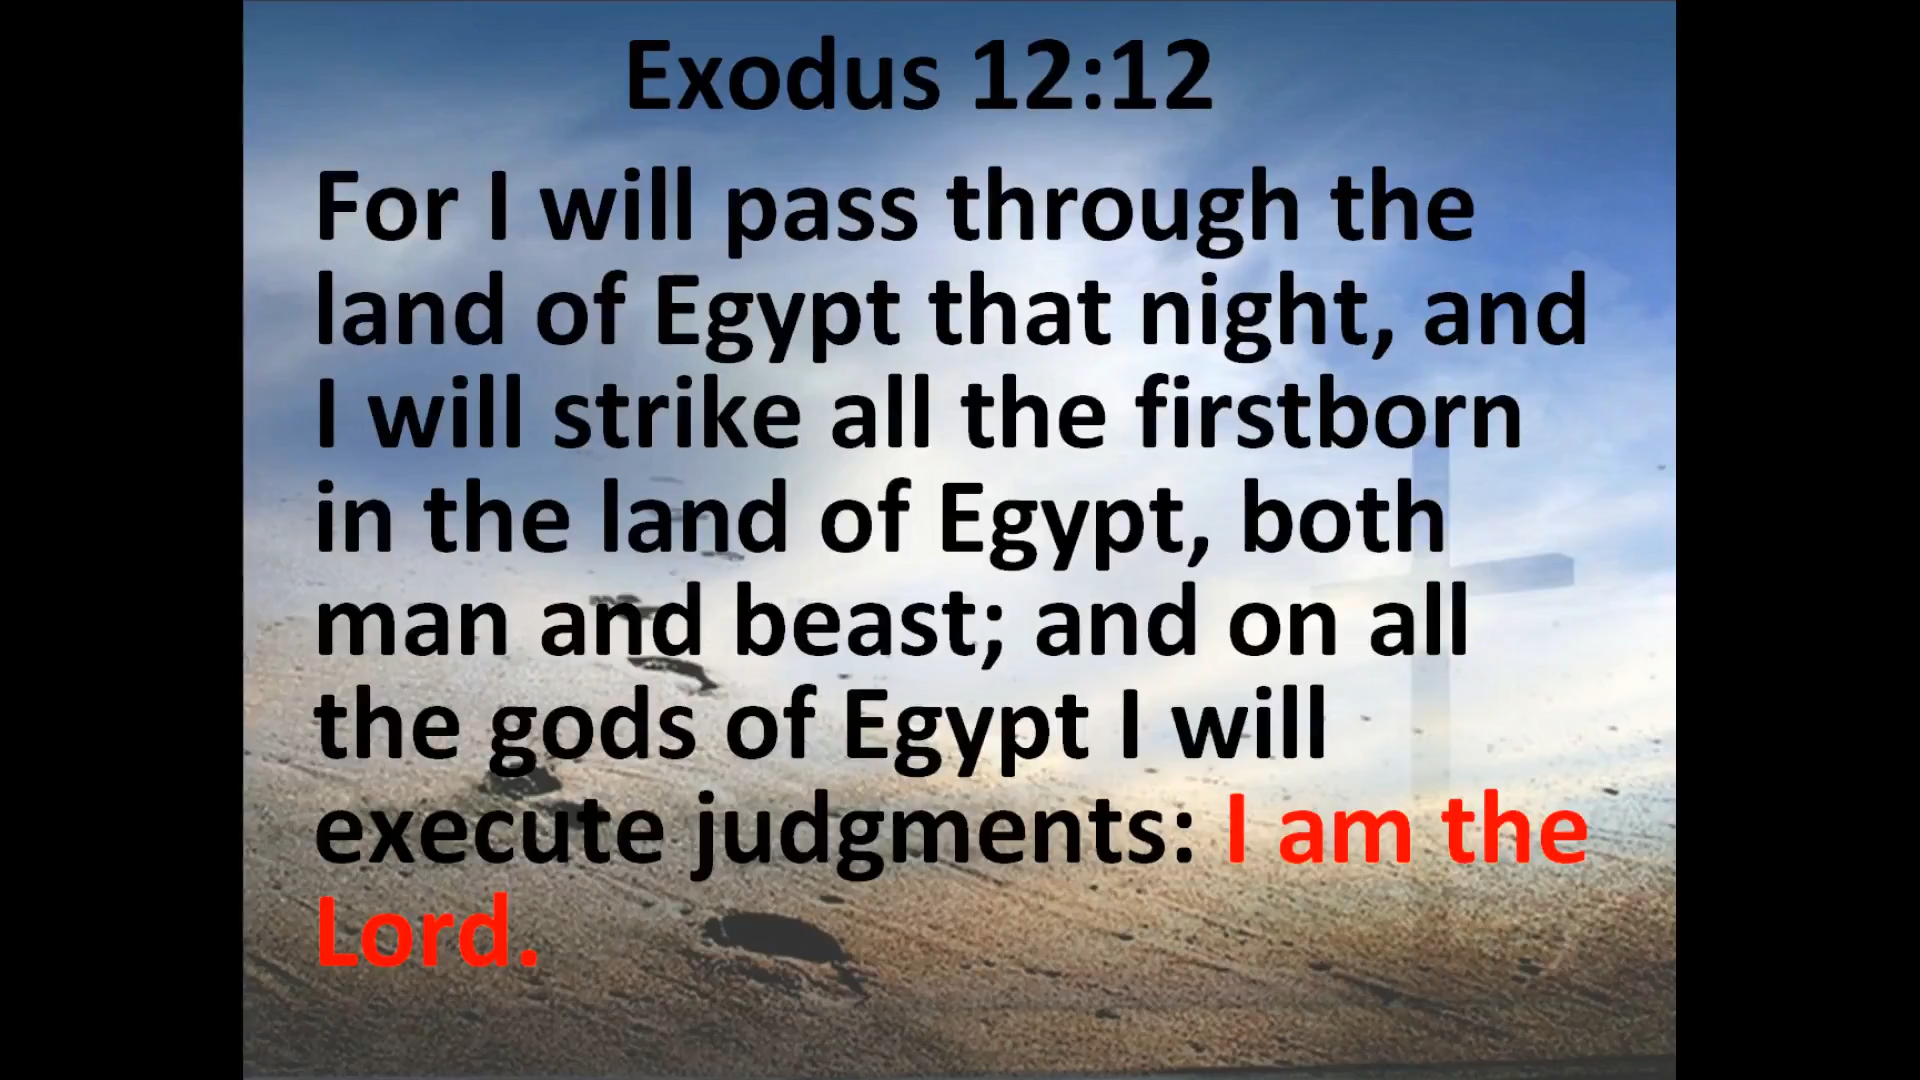 Exodus 12:12
For I will pass through the
land of Egypt that night, and
I will strike all the firstborn
in the land of Egypt, both
man and beast; and on all
the gods of Egypt I will
execute judgments: I am the
Lord.